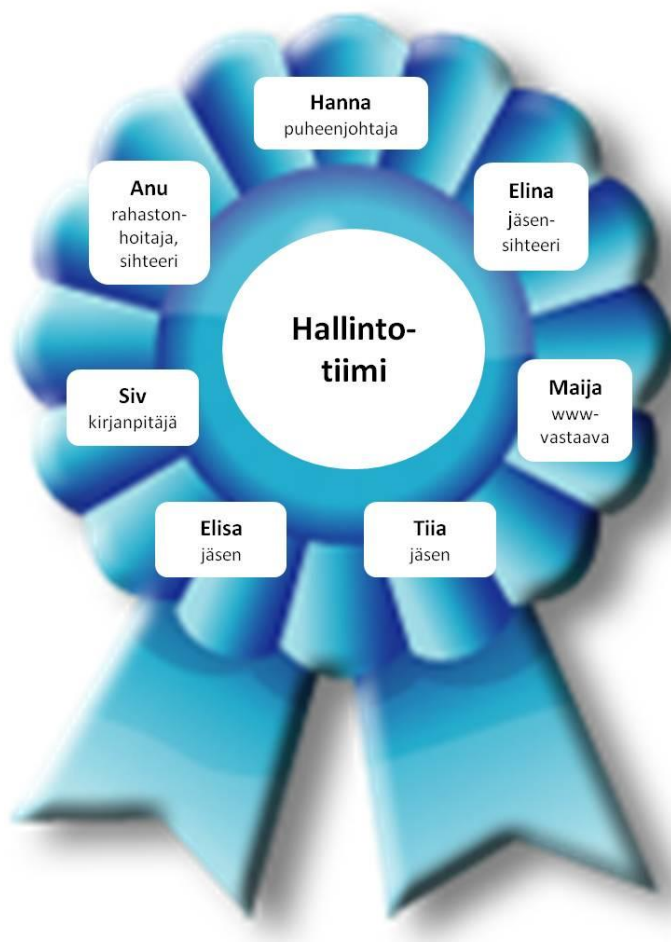 Hanna
puheenjohtaja
Anu
rahaston-
hoitaja,
sihteeri
Elina
jäsen-
sihteeri
Hallinto-
tiimi
Siv
kirjanpitäjä
Maija
www-
vastaava
Elisa
jäsen
Tiia
jäsen